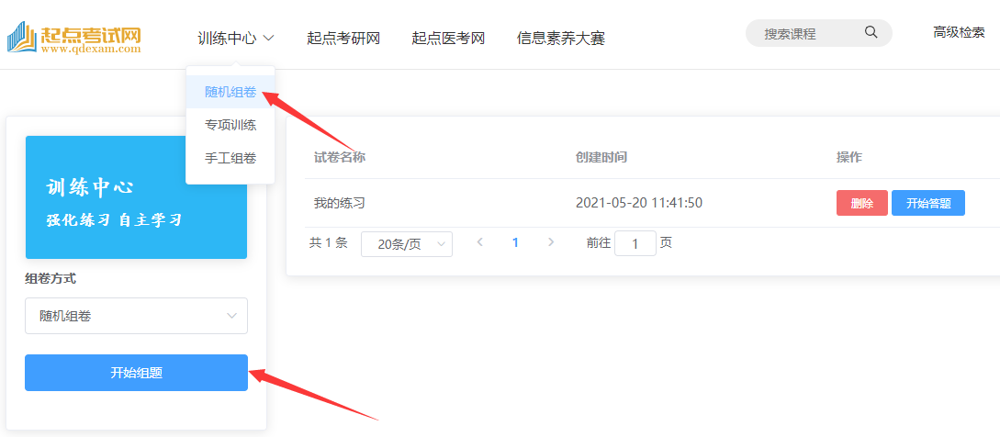 起点考试网
www.qdexam.com
训练中心
起点考研网
起点医考网
信息素养大赛
搜索课程
高级检索
随机组卷
专项训练
手工组卷
训练中心
强化练习 自主学习
组卷方式
随机组卷
开始组题
试卷名称 创建时间 操作
我的练习 2021-05-20 11:41:50 删除 开始答题
共 1 条 20条/页 1 前往 1 页